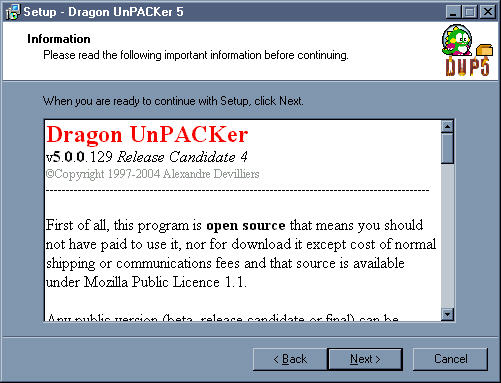 Setup - Dragon UnPACKer 5
Information
Please read the following important information before continuing.
DUP5
When you are ready to continue with Setup, click Next.
Dragon UnPACKer
v5.0.0.129 Release Candidate 4
©Copyright 1997-2004 Alexandre Devilliers
First of all, this program is open source that means you should
not have paid to use it, nor for download it except cost of normal
shipping or communications fees and that source is available
under Mozilla Public Licence 1.1.
Any public version (beta, release candidate or final) can be
< Back
Next >
Cancel